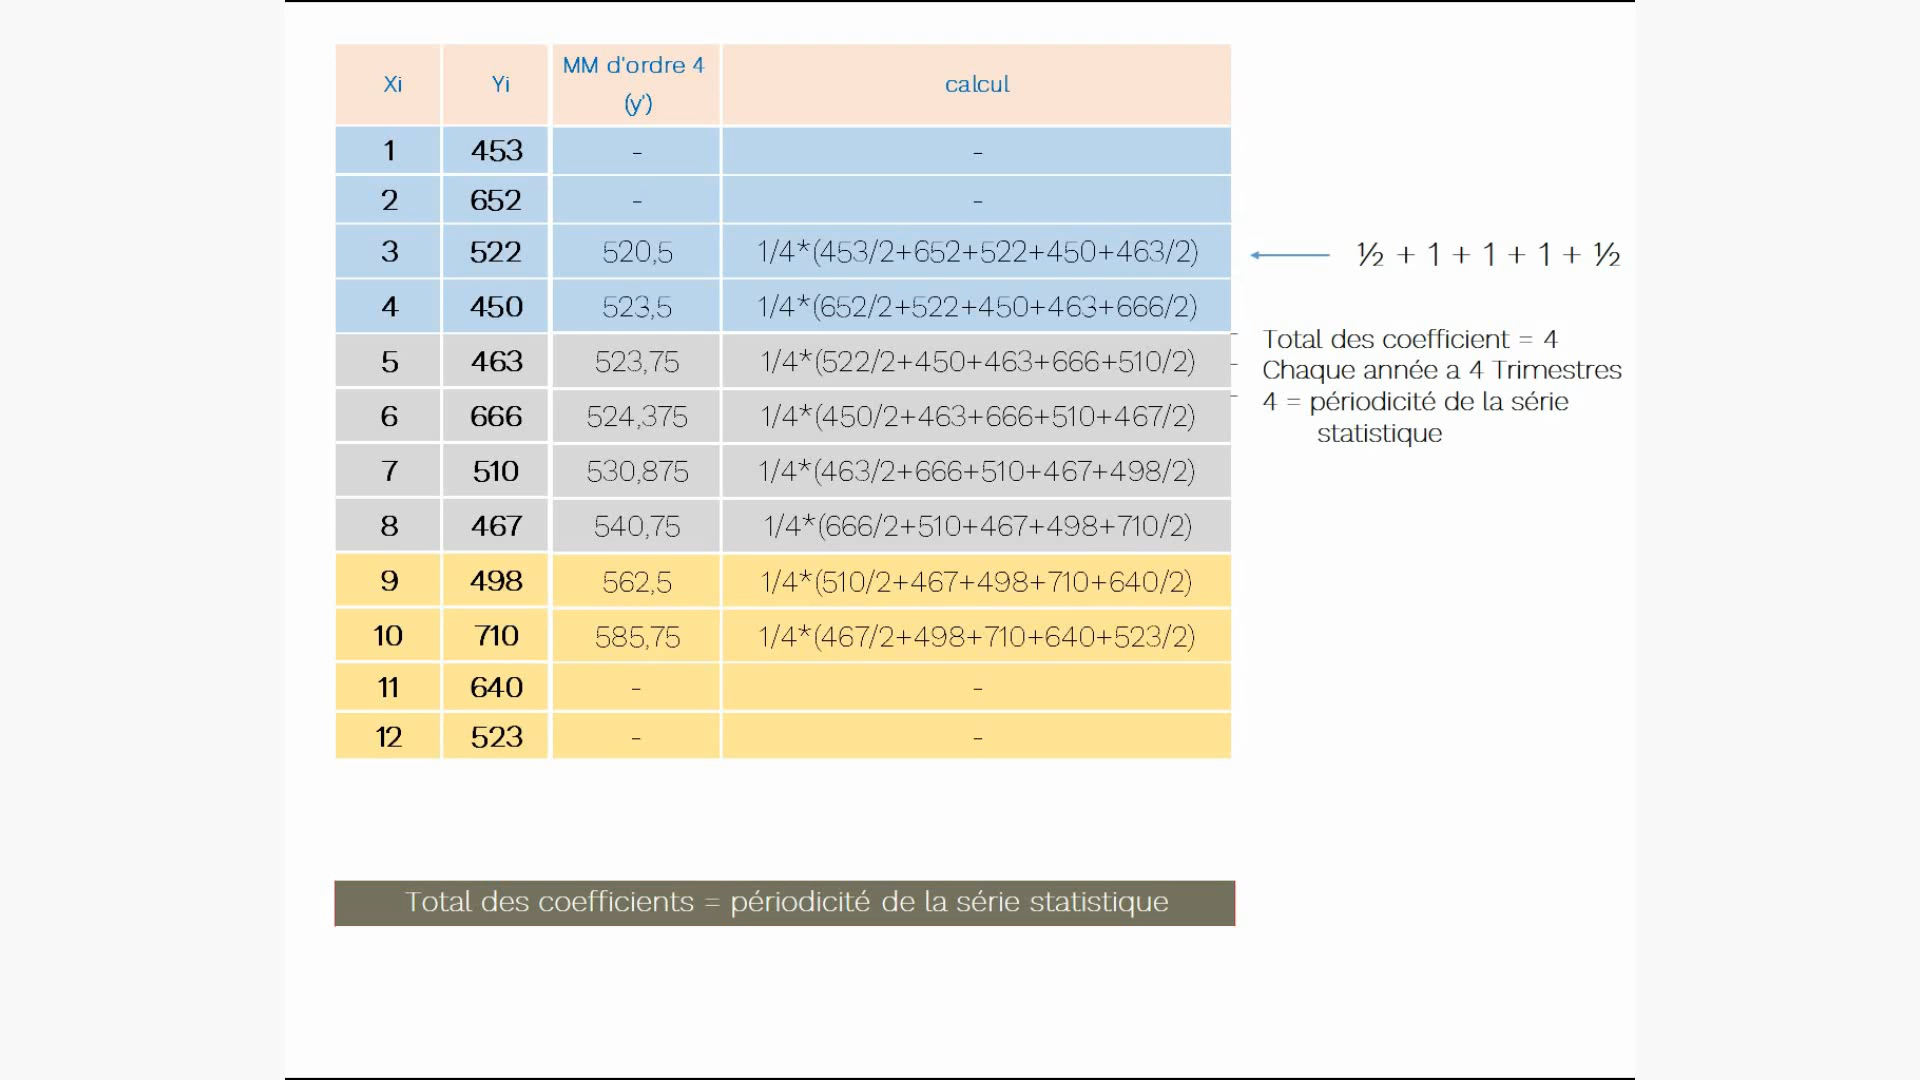 Xi Yi MM d'ordre 4 (y') calcul
1 453 - -
2 652 - -
3 522 520,5 1/4*(453/2+652+522+450+463/2) ½ + 1 + 1 + 1 + ½
4 450 523,5 1/4*(652/2+522+450+463+666/2)
5 463 523,75 1/4*(522/2+450+463+666+510/2)
6 666 524,375 1/4*(450/2+463+666+510+467/2)
7 510 530,875 1/4*(463/2+666+510+467+498/2)
8 467 540,75 1/4*(666/2+510+467+498+710/2)
9 498 562,5 1/4*(510/2+467+498+710+640/2)
10 710 585,75 1/4*(467/2+498+710+640+523/2)
11 640 - -
12 523 - -
Total des coefficient = 4
Chaque année a 4 Trimestres
4 = périodicité de la série
statistique
Total des coefficients = périodicité de la série statistique